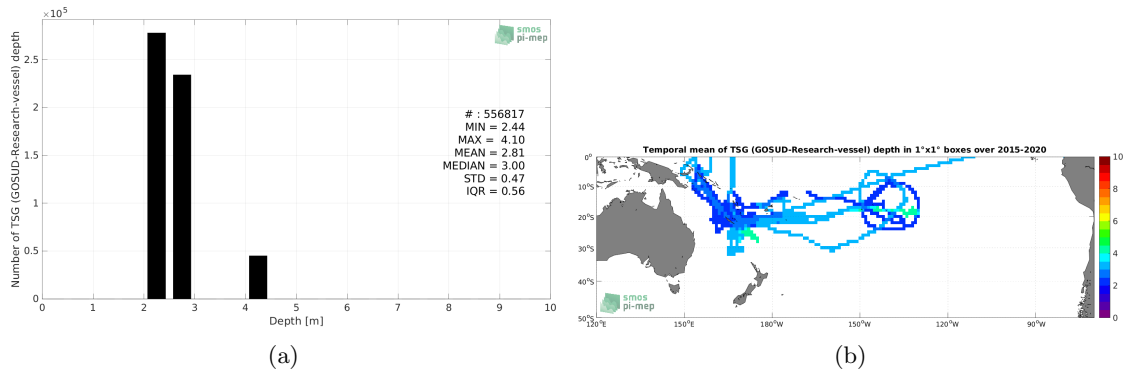 ×10⁵
smos
pi-mep
Number of TSG (GOSUD-Research-vessel) depth
2.5
2
1.5
1
0.5
0
# : 556817
MIN = 2.44
MAX = 4.10
MEAN = 2.81
MEDIAN = 3.00
STD = 0.47
IQR = 0.56
0 1 2 3 4 5 6 7 8 9 10
Depth [m]
(a)
Temporal mean of TSG (GOSUD-Research-vessel) depth in 1°x1° boxes over 2015-2020
0°
10°S
20°S
30°S
40°S
50°S
120°E 150°E 180°W 150°W 120°W 90°W
smos
pi-mep
10
8
6
4
2
0
(b)